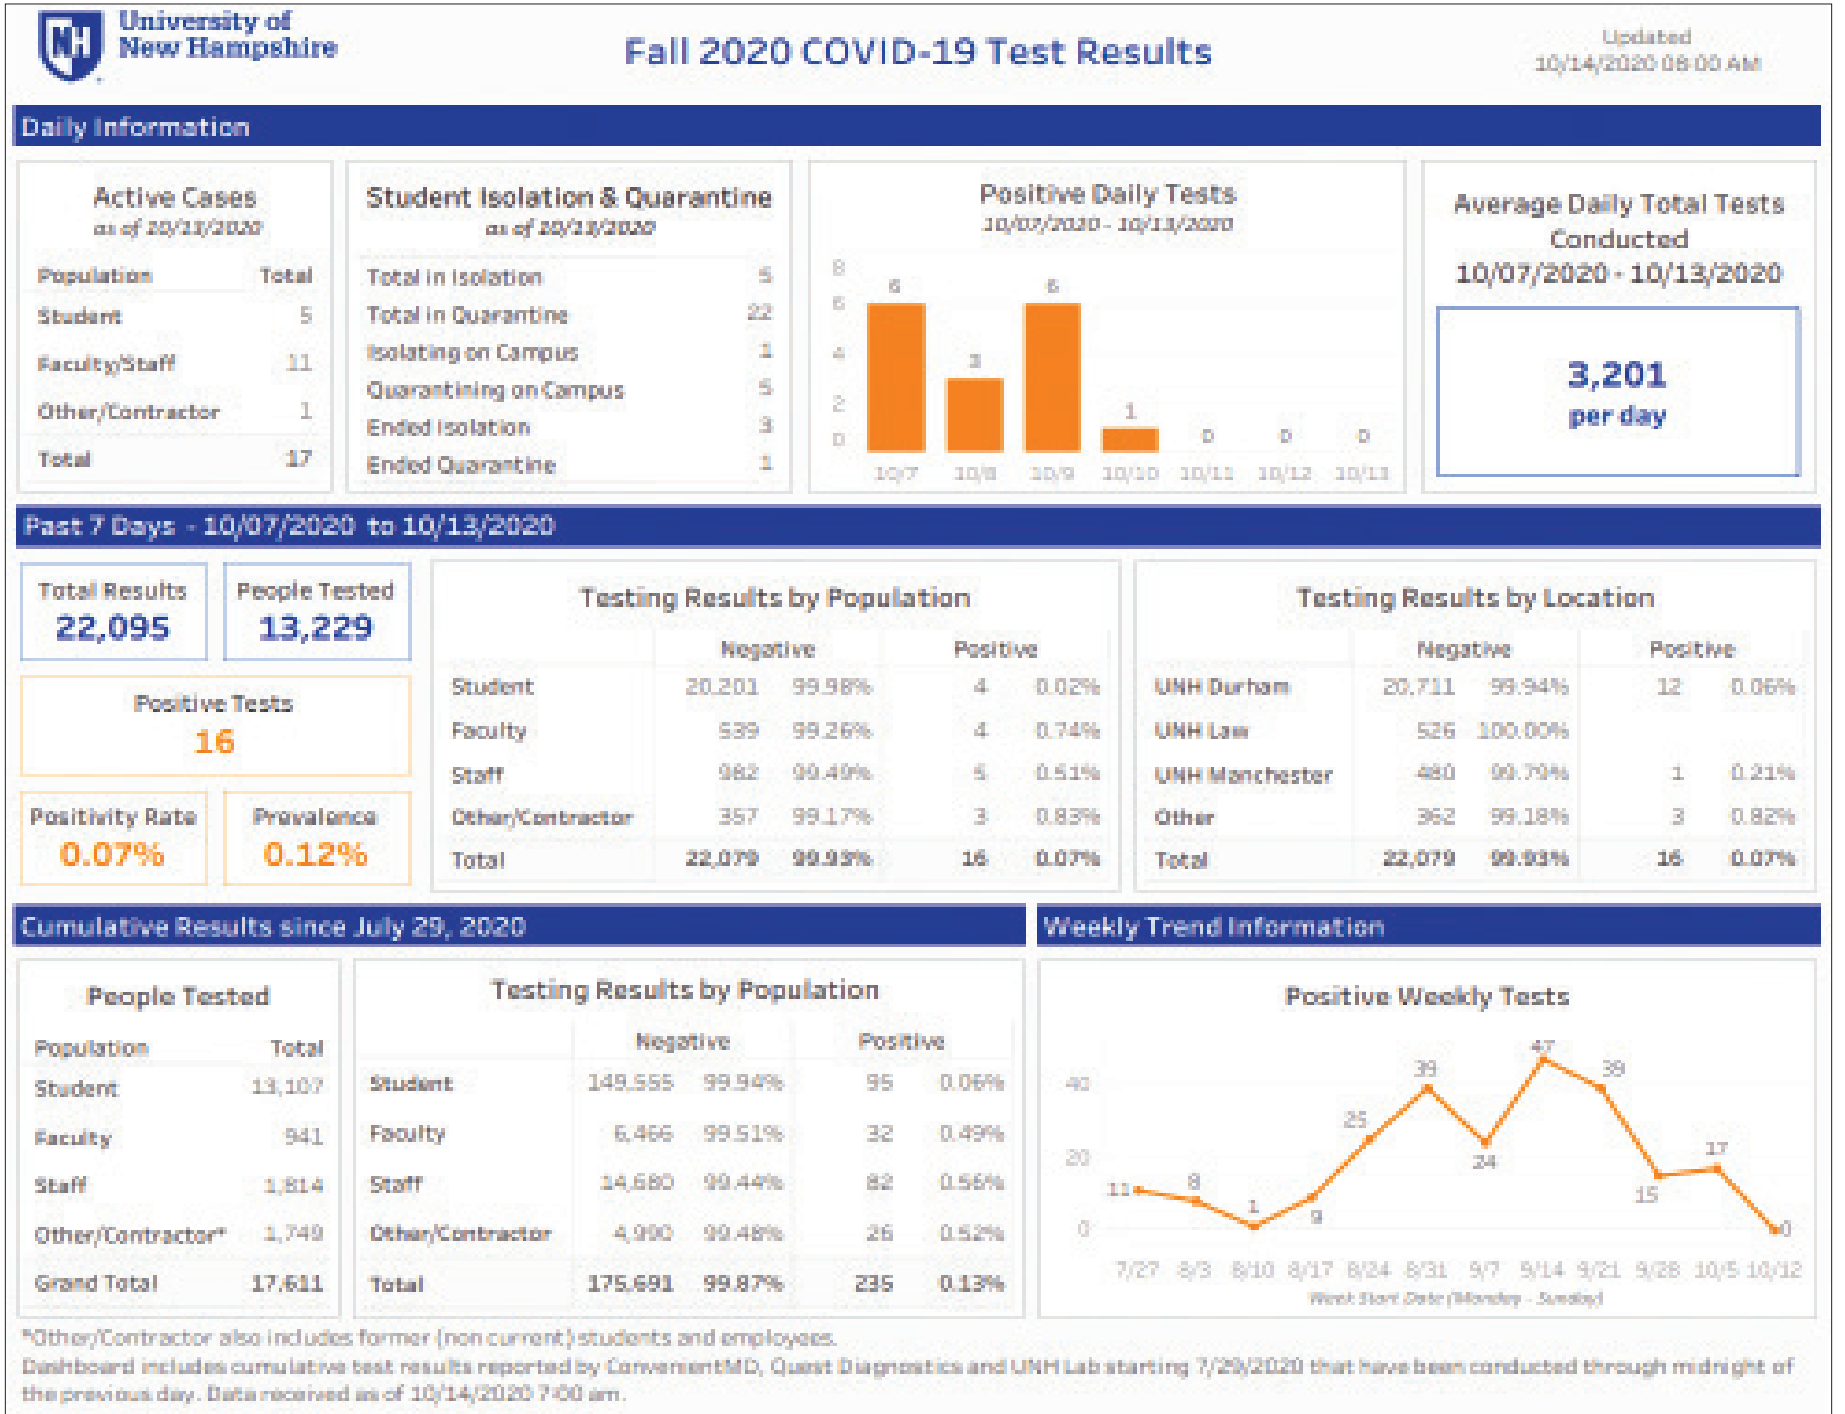 University of
New Hampshire
NH
Fall 2020 COVID-19 Test Results
Updated
10/14/2020 08:00 AM
Daily Information
Active Cases
as of 10/13/2020
Population Total
Student 5
Faculty/Staff 11
Other/Contractor 1
Total 17
Student Isolation & Quarantine
as of 10/13/2020
Total in Isolation 5
Total in Quarantine 22
Isolating on Campus 1
Quarantining on Campus 5
Ended Isolation 3
Ended Quarantine 1
Positive Daily Tests
10/07/2020 - 10/13/2020
8
6
4
2
0
6 3 6 1 0 0 0
10/7 10/8 10/9 10/10 10/11 10/12 10/13
Average Daily Total Tests
Conducted
10/07/2020 - 10/13/2020
3,201
per day
Past 7 Days - 10/07/2020 to 10/13/2020
Total Results
22,095
People Tested
13,229
Positive Tests
16
Positivity Rate
0.07%
Prevalence
0.12%
Testing Results by Population
Negative Positive
Student 20,201 99.98% 4 0.02%
Faculty 539 99.26% 4 0.74%
Staff 982 99.49% 5 0.51%
Other/Contractor 357 99.17% 3 0.83%
Total 22,079 99.93% 16 0.07%
Testing Results by Location
Negative Positive
UNH Durham 20,711 99.94% 12 0.06%
UNH Law 526 100.00%
UNH Manchester 480 99.79% 1 0.21%
Other 362 99.18% 3 0.82%
Total 22,079 99.93% 16 0.07%
Cumulative Results since July 29, 2020
People Tested
Population Total
Student 13,107
Faculty 941
Staff 1,814
Other/Contractor* 1,749
Grand Total 17,611
Testing Results by Population
Negative Positive
Student 149,555 99.94% 95 0.06%
Faculty 6,466 99.51% 32 0.49%
Staff 14,680 99.44% 82 0.56%
Other/Contractor 4,990 99.48% 26 0.52%
Total 175,691 99.87% 235 0.13%
Weekly Trend Information
Positive Weekly Tests
40
20
0
11 8 1 9 25 39 24 47 39 15 17 0
7/27 8/3 8/10 8/17 8/24 8/31 9/7 9/14 9/21 9/28 10/5 10/12
Week Start Date (Monday - Sunday)
*Other/Contractor also includes former (non current) students and employees.
Dashboard includes cumulative test results reported by ConvenientMD, Quest Diagnostics and UNH Lab starting 7/29/2020 that have been conducted through midnight of
the previous day. Data received as of 10/14/2020 7:00 am.